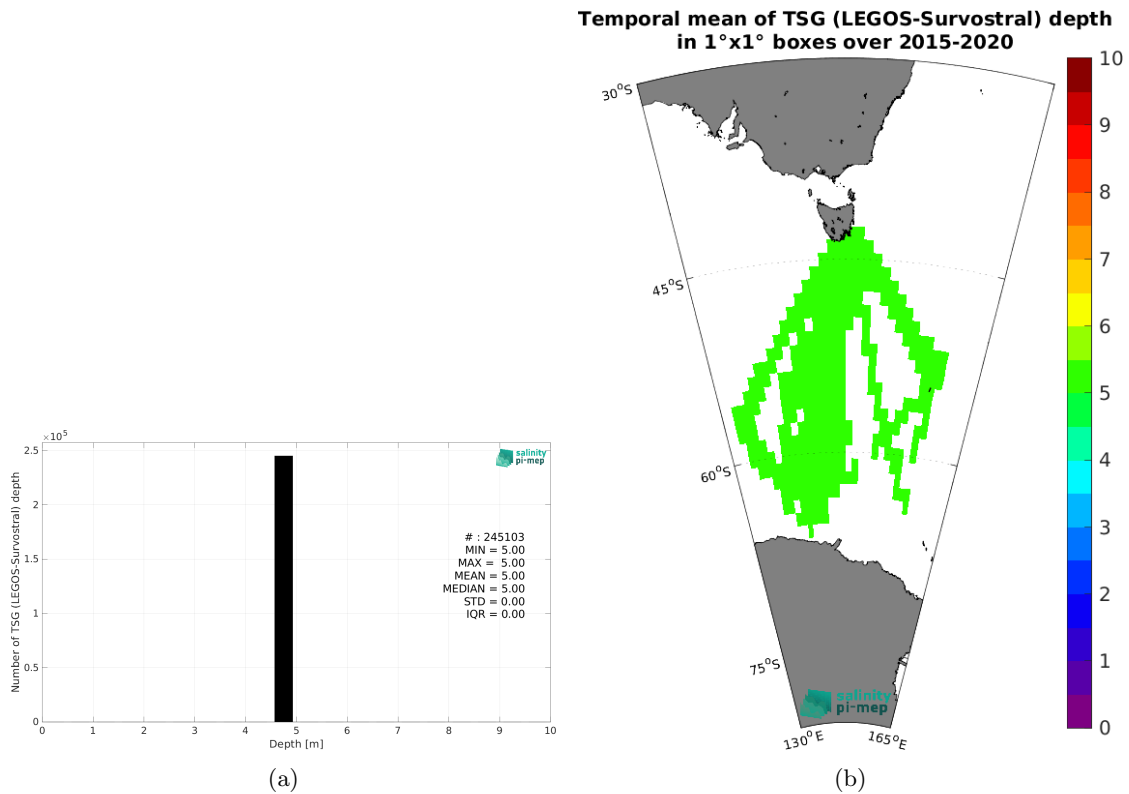 ×10⁵
2.5
2
1.5
1
0.5
0
Number of TSG (LEGOS-Survostral) depth
salinity
pi-mep
# : 245103
MIN = 5.00
MAX = 5.00
MEAN = 5.00
MEDIAN = 5.00
STD = 0.00
IQR = 0.00
0 1 2 3 4 5 6 7 8 9 10
Depth [m]
(a)
Temporal mean of TSG (LEGOS-Survostral) depth
in 1°x1° boxes over 2015-2020
30°S
45°S
60°S
75°S
130°E
165°E
salinity
pi-mep
10
9
8
7
6
5
4
3
2
1
0
(b)